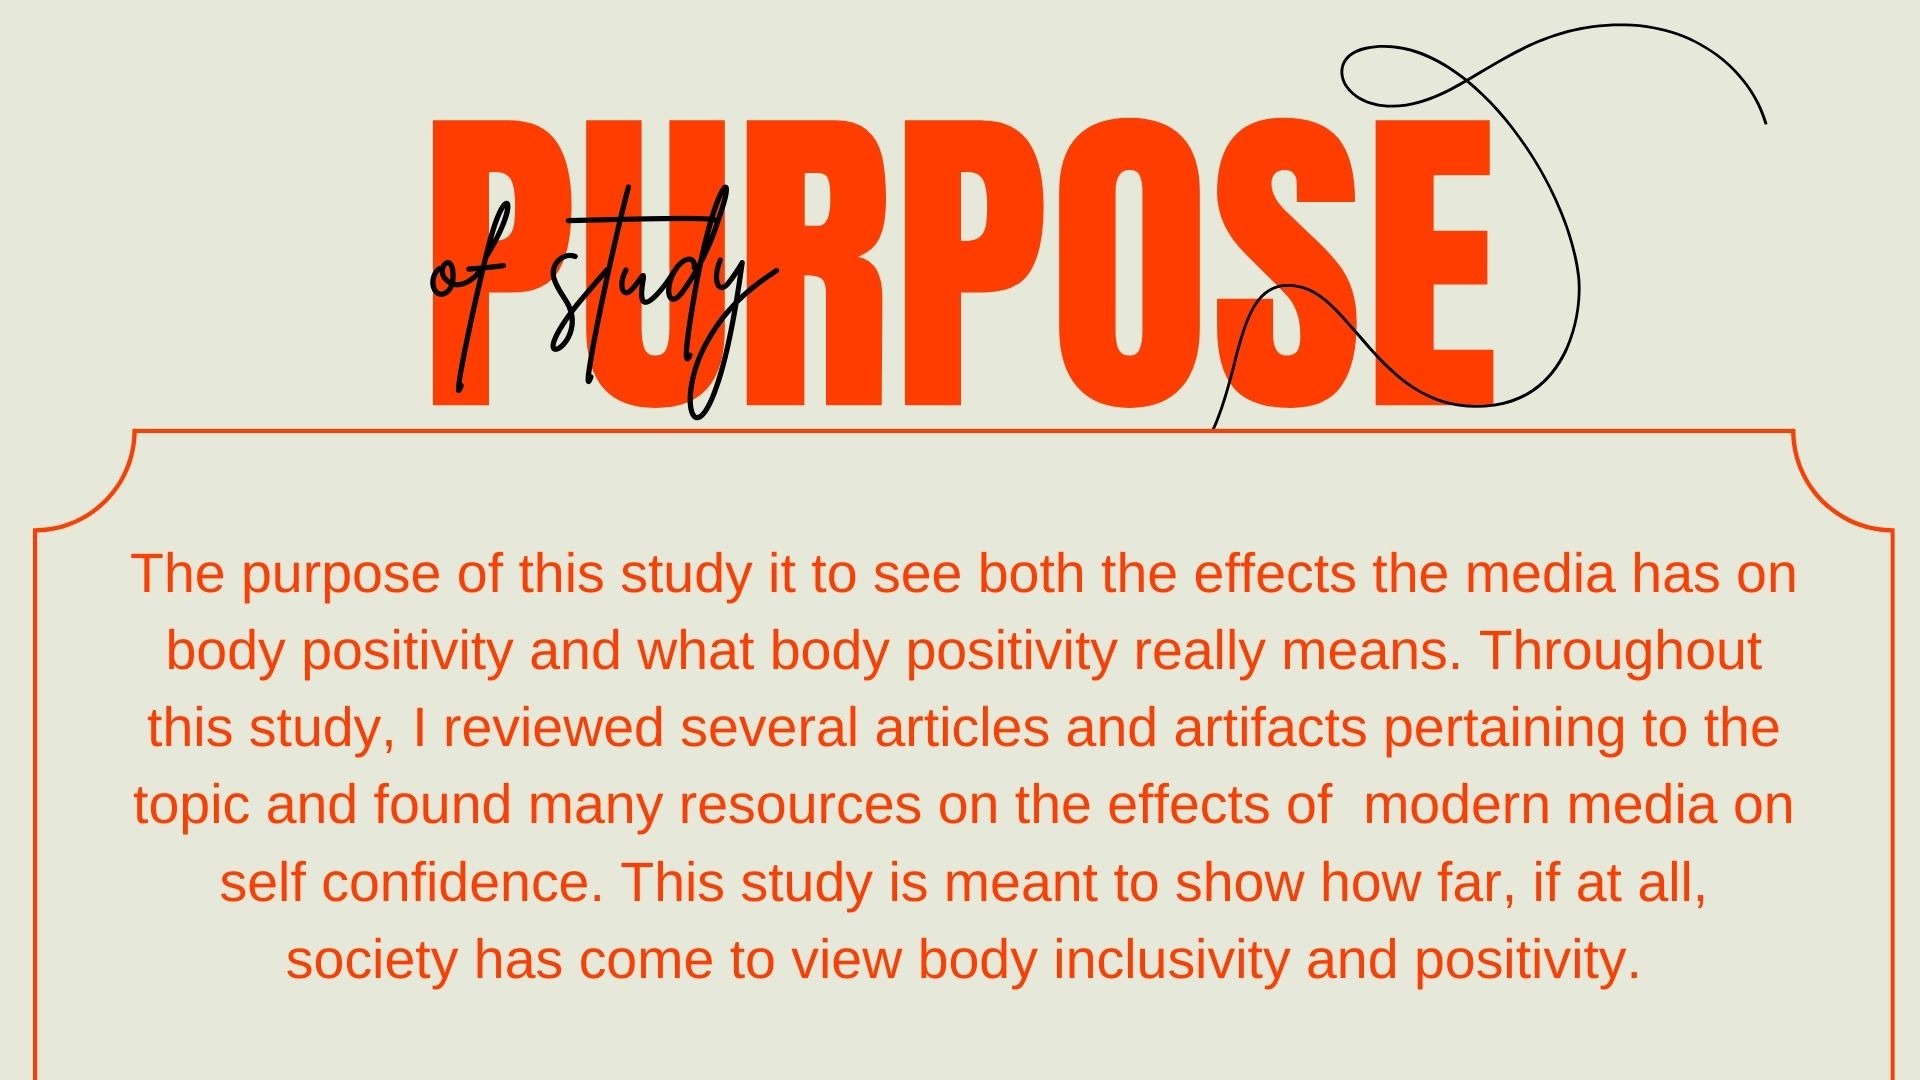 PURPOSE
of study
The purpose of this study it to see both the effects the media has on
body positivity and what body positivity really means. Throughout
this study, I reviewed several articles and artifacts pertaining to the
topic and found many resources on the effects of  modern media on
self confidence. This study is meant to show how far, if at all,
society has come to view body inclusivity and positivity.